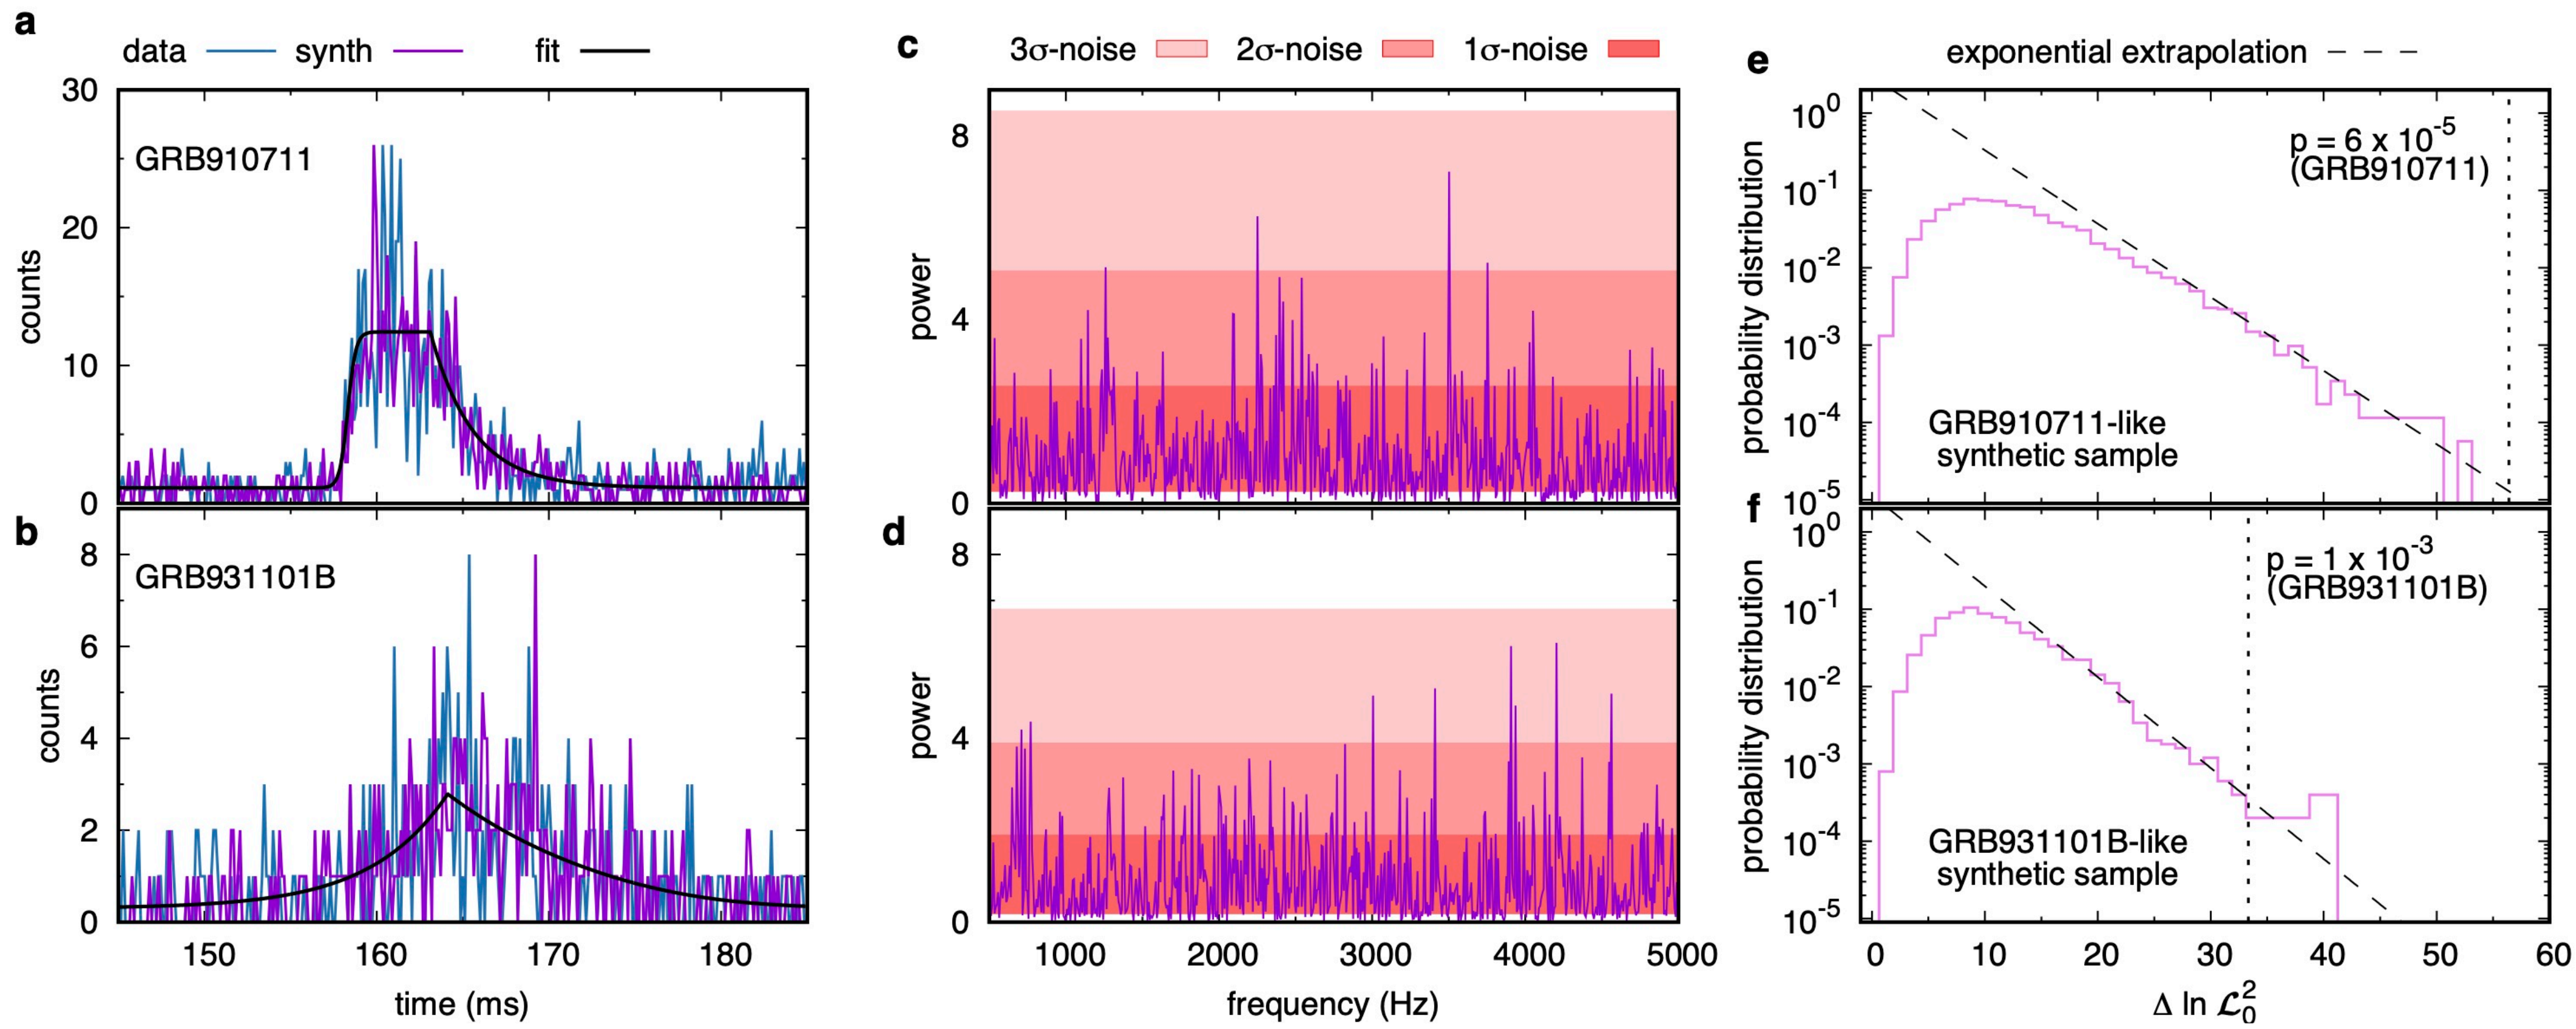 a
data synth fit
30
20
10
0
counts
GRB910711
b
8
6
4
2
0
counts
GRB931101B
150 160 170 180
time (ms)
c
3σ-noise 2σ-noise 1σ-noise
8
4
0
power
d
8
4
0
power
1000 2000 3000 4000 5000
frequency (Hz)
e
exponential extrapolation
10^0
10^-1
10^-2
10^-3
10^-4
10^-5
probability distribution
p = 6 x 10^-5
(GRB910711)
GRB910711-like
synthetic sample
f
10^0
10^-1
10^-2
10^-3
10^-4
10^-5
probability distribution
p = 1 x 10^-3
(GRB931101B)
GRB931101B-like
synthetic sample
0 10 20 30 40 50 60
Δ ln ℒ_0^2